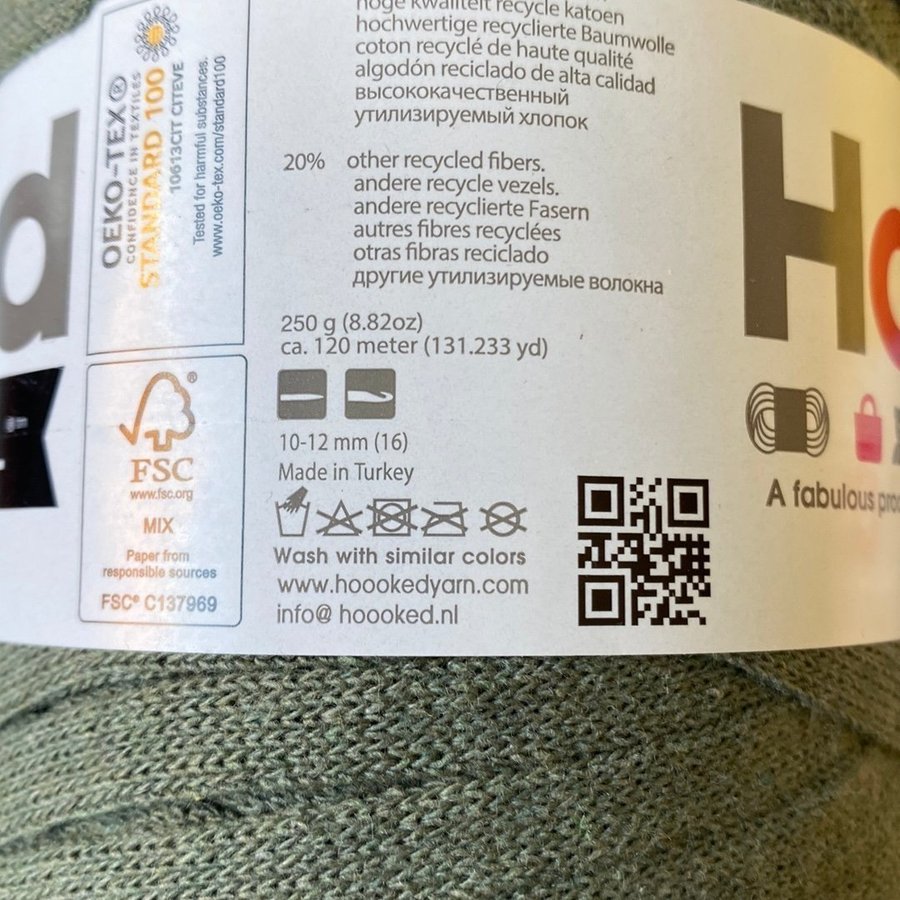 d
OEKO-TEX®
CONFIDENCE IN TEXTILES
STANDARD 100
10613CIT CITEVE
Tested for harmful substances.
www.oeko-tex.com/standard100
®
FSC
www.fsc.org
MIX
Paper from
responsible sources
FSC® C137969
hoge kwaliteit recycle katoen
hochwertige recyclierte Baumwolle
coton recyclé de haute qualité
algodón reciclado de alta calidad
высококачественный
утилизируемый хлопок
20% other recycled fibers.
andere recycle vezels.
andere recyclierte Fasern
autres fibres recyclées
otras fibras reciclado
другие утилизируемые волокна
250 g (8.82oz)
ca. 120 meter (131.233 yd)
10-12 mm (16)
Made in Turkey
Wash with similar colors
www.hoookedyarn.com
info@ hoooked.nl
Ho
A fabulous pro